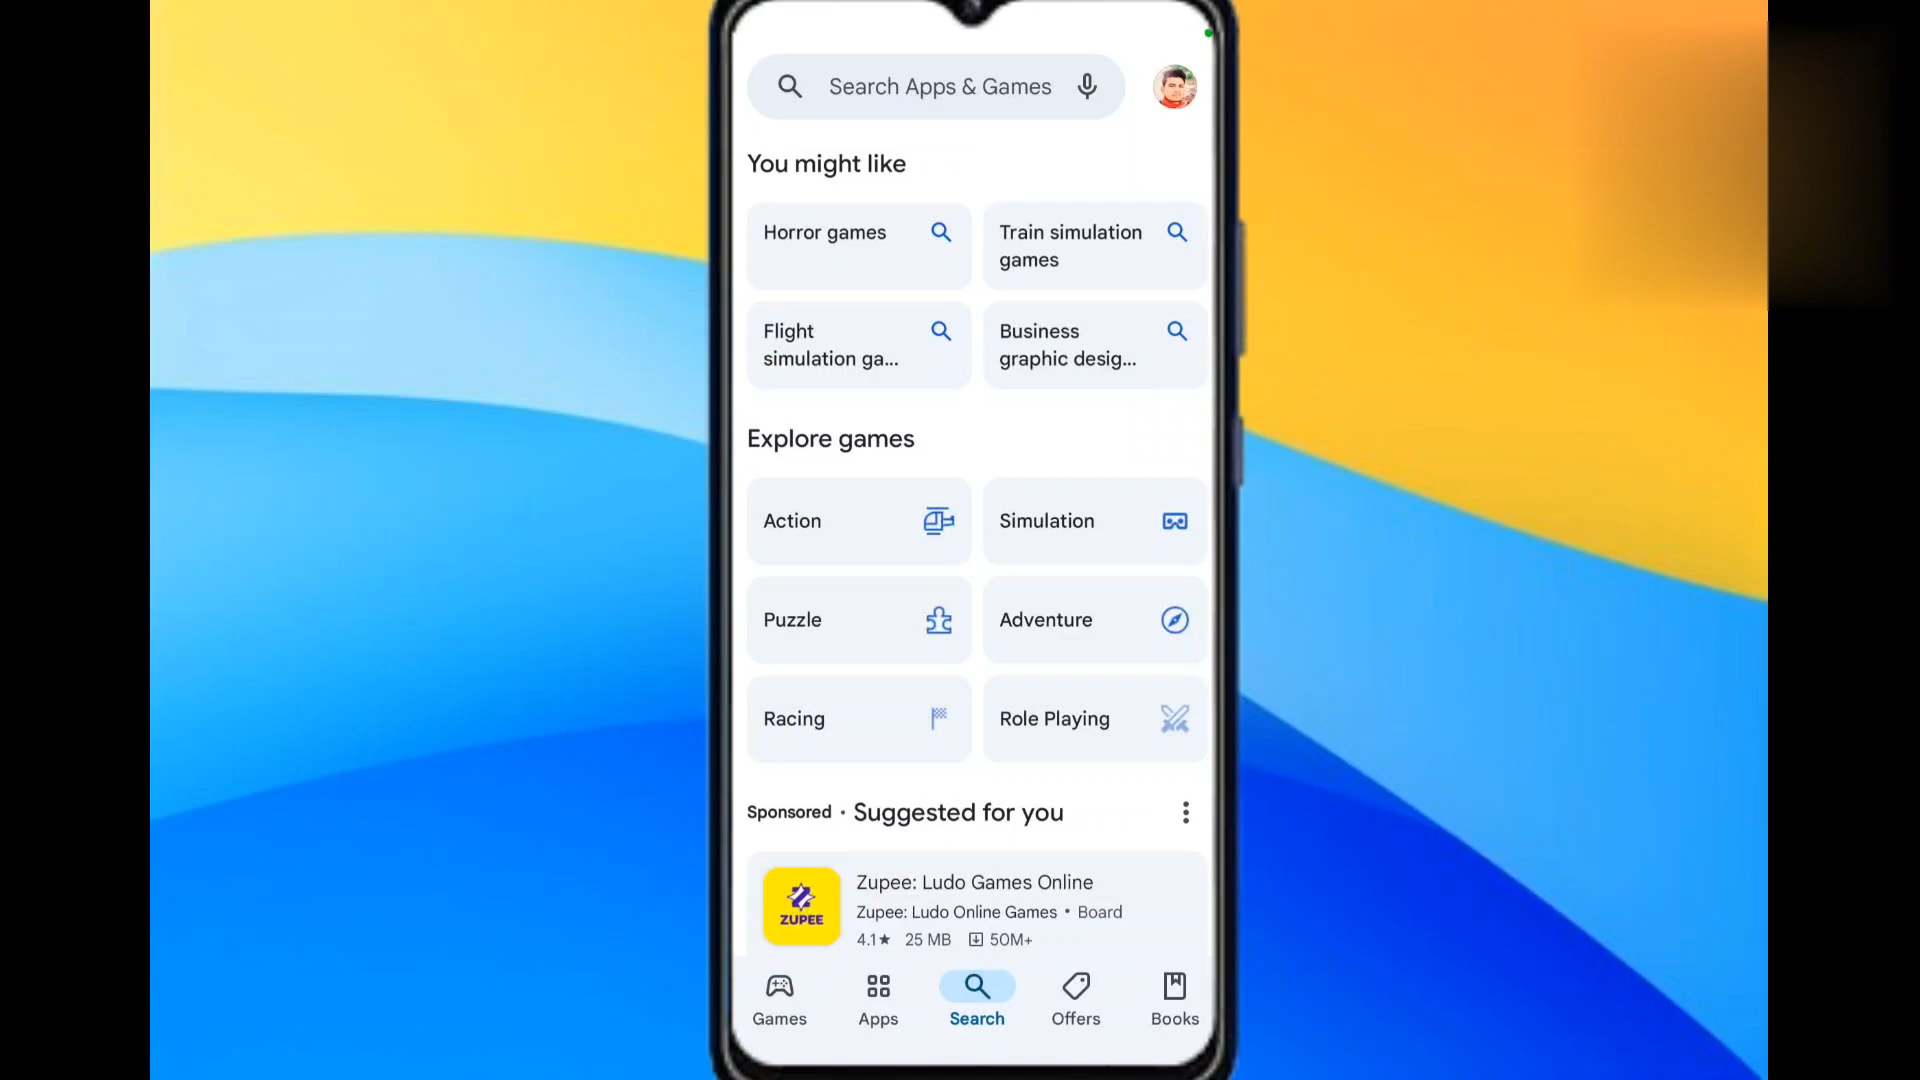 Search Apps & Games
You might like
Horror games
Train simulation
games
Flight
simulation ga...
Business
graphic desig...
Explore games
Action
Simulation
Puzzle
Adventure
Racing
Role Playing
Sponsored • Suggested for you
ZUPEE
Zupee: Ludo Games Online
Zupee: Ludo Online Games • Board
4.1★ 25 MB 50M+
Games
Apps
Search
Offers
Books